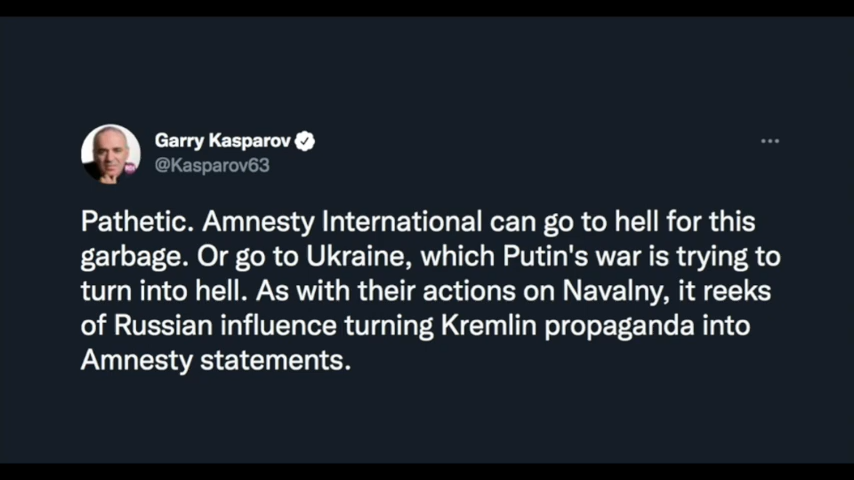 Garry Kasparov
@Kasparov63
Pathetic. Amnesty International can go to hell for this
garbage. Or go to Ukraine, which Putin's war is trying to
turn into hell. As with their actions on Navalny, it reeks
of Russian influence turning Kremlin propaganda into
Amnesty statements.